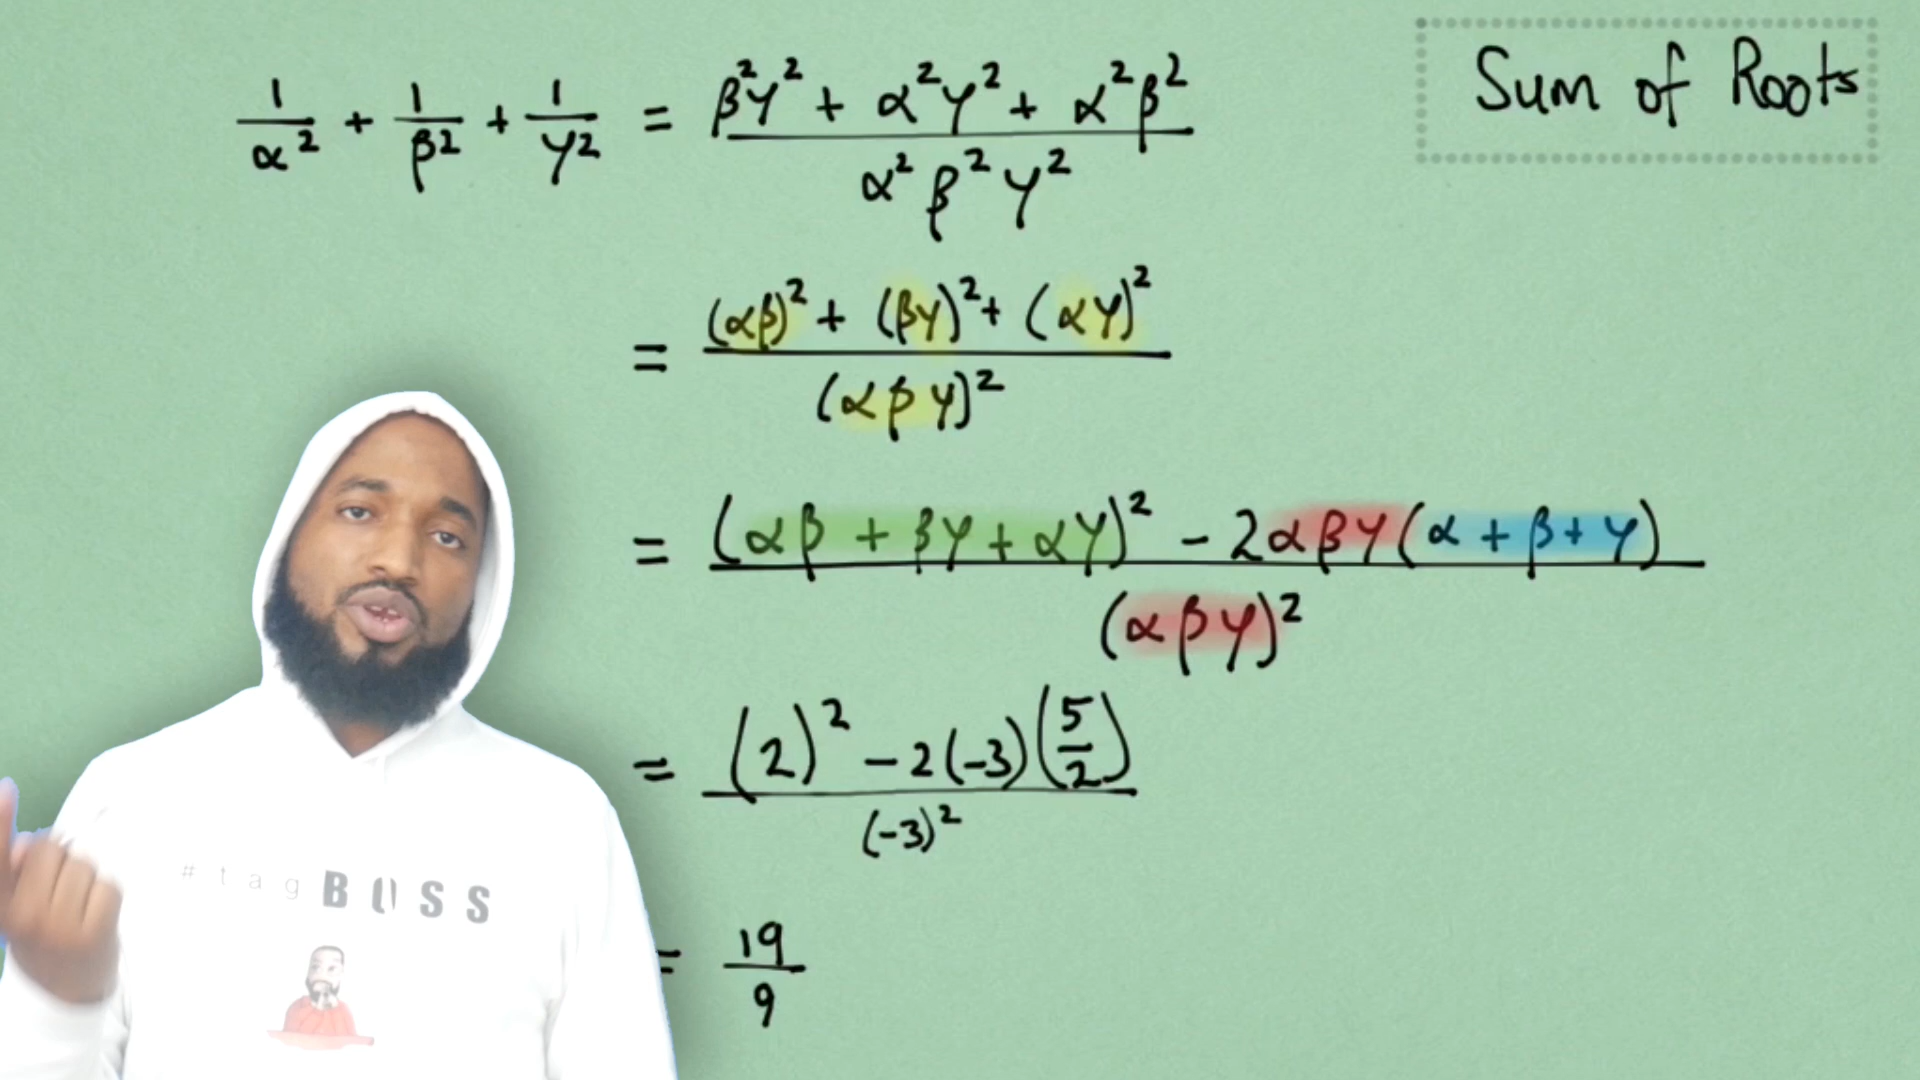 Sum of Roots
1/α² + 1/β² + 1/γ² = (β²γ² + α²γ² + α²β²)/(α²β²γ²)
= ((αβ)² + (βγ)² + (αγ)²)/(αβγ)²
= ((αβ + βγ + αγ)² - 2αβγ(α + β + γ))/(αβγ)²
= ((2)² - 2(-3)(5/2))/(-3)²
= 19/9
#tagBOSS